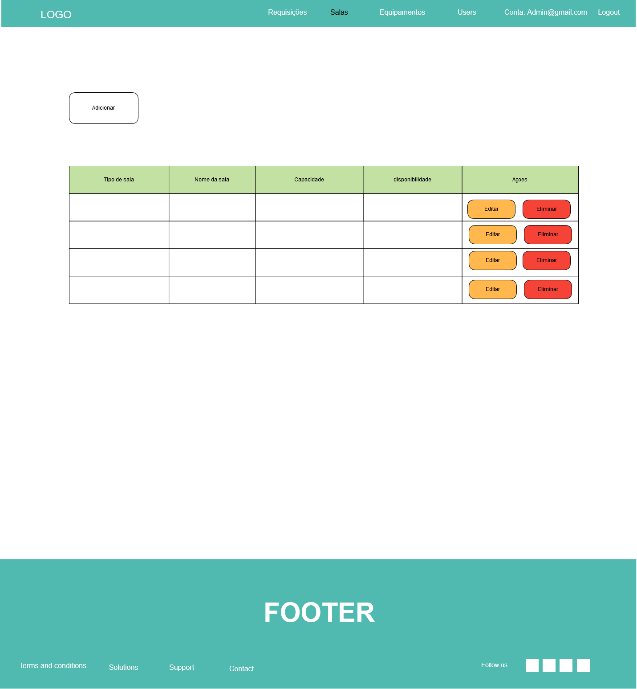 LOGO Requisições Salas Equipamentos Users Conta. Admin@gmail.com Logout
Adicionar
Tipo de sala Nome da sala Capacidade disponibilidade Açoes
Editar Eliminar
Editar Eliminar
Editar Eliminar
Editar Eliminar
FOOTER
Terms and conditions Solutions Support Contact Follow us